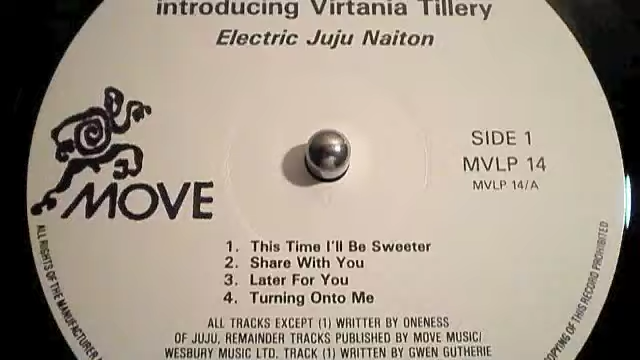 introducing Virtania Tillery
Electric Juju Naiton
SIDE 1
MVLP 14
MVLP 14/A
MOVE
1. This Time I'll Be Sweeter
2. Share With You
3. Later For You
4. Turning Onto Me
ALL TRACKS EXCEPT (1) WRITTEN BY ONENESS
OF JUJU, REMAINDER TRACKS PUBLISHED BY MOVE MUSIC/
WESBURY MUSIC LTD. TRACK (1) WRITTEN BY GWEN GUTHERIE
ALL RIGHTS OF THE MANUFACTURER
COPYING OF THIS RECORD PROHIBITED